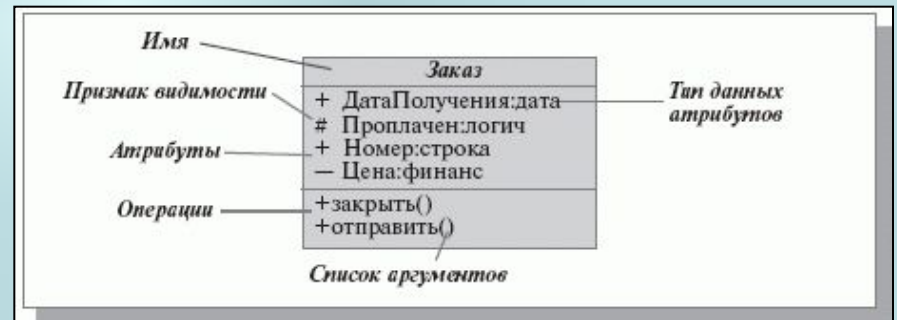 Имя
Заказ
Признак видимости
+ ДатаПолучения:дата
Тип данных
атрибутов
# Проплачен:логич
Атрибуты
+ Номер:строка
— Цена:финанс
Операции
+закрыть()
+отправить()
Список аргументов